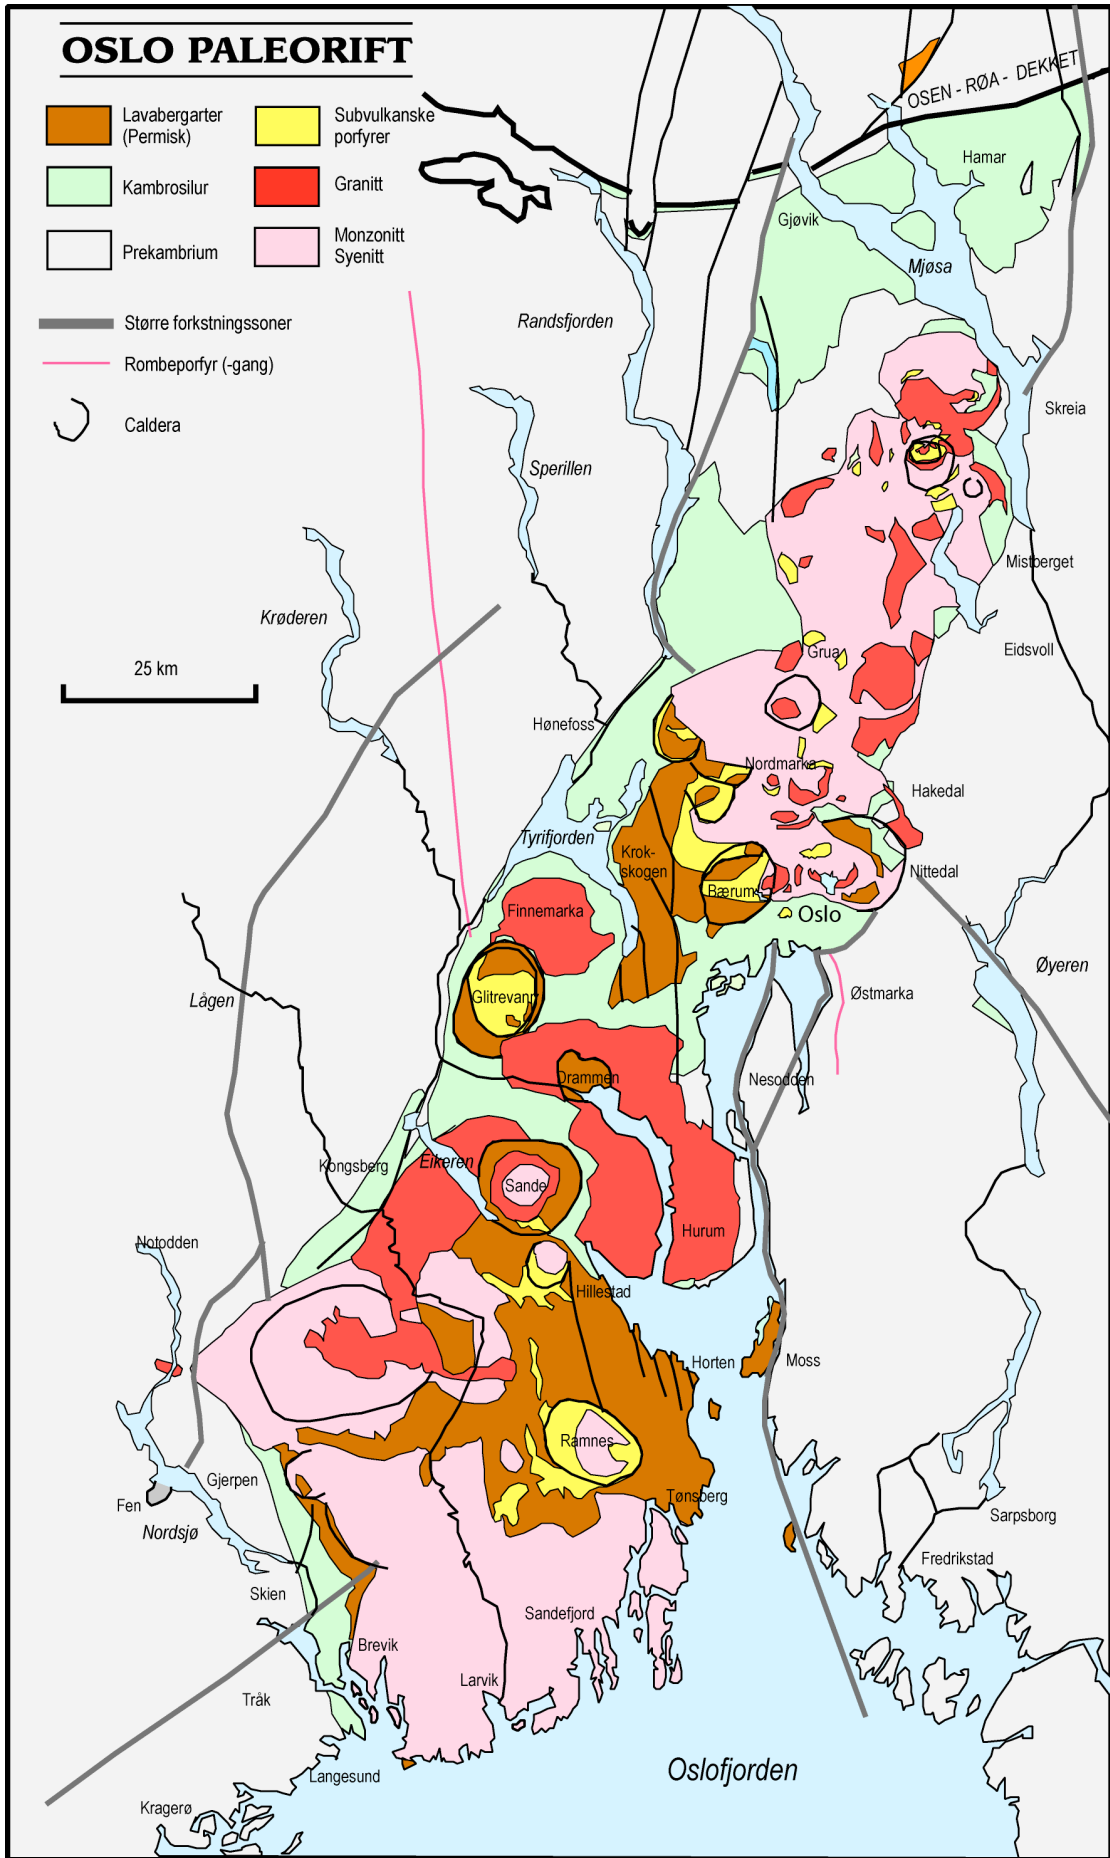 OSLO PALEORIFT
Lavabergarter
(Permisk)
Subvulkanske
porfyrer
Kambrosilur
Granitt
Prekambrium
Monzonitt
Syenitt
Større forkstningssoner
Rombeporfyr (-gang)
Caldera
25 km
OSEN - RØA - DEKKET
Hamar
Gjøvik
Mjøsa
Randsfjorden
Skreia
Sperillen
Mistberget
Krøderen
Eidsvoll
Grua
Hønefoss
Nordmarka
Hakedal
Tyrifjorden
Krok-
skogen
Nittedal
Bærum
Finnemarka
Oslo
Øyeren
Lågen
Glitrevann
Østmarka
Drammen
Nesodden
Kongsberg
Eikeren
Sande
Hurum
Notodden
Hillestad
Horten
Moss
Ramnes
Gjerpen
Fen
Nordsjø
Tønsberg
Sarpsborg
Fredrikstad
Skien
Sandefjord
Brevik
Larvik
Tråk
Langesund
Oslofjorden
Kragerø